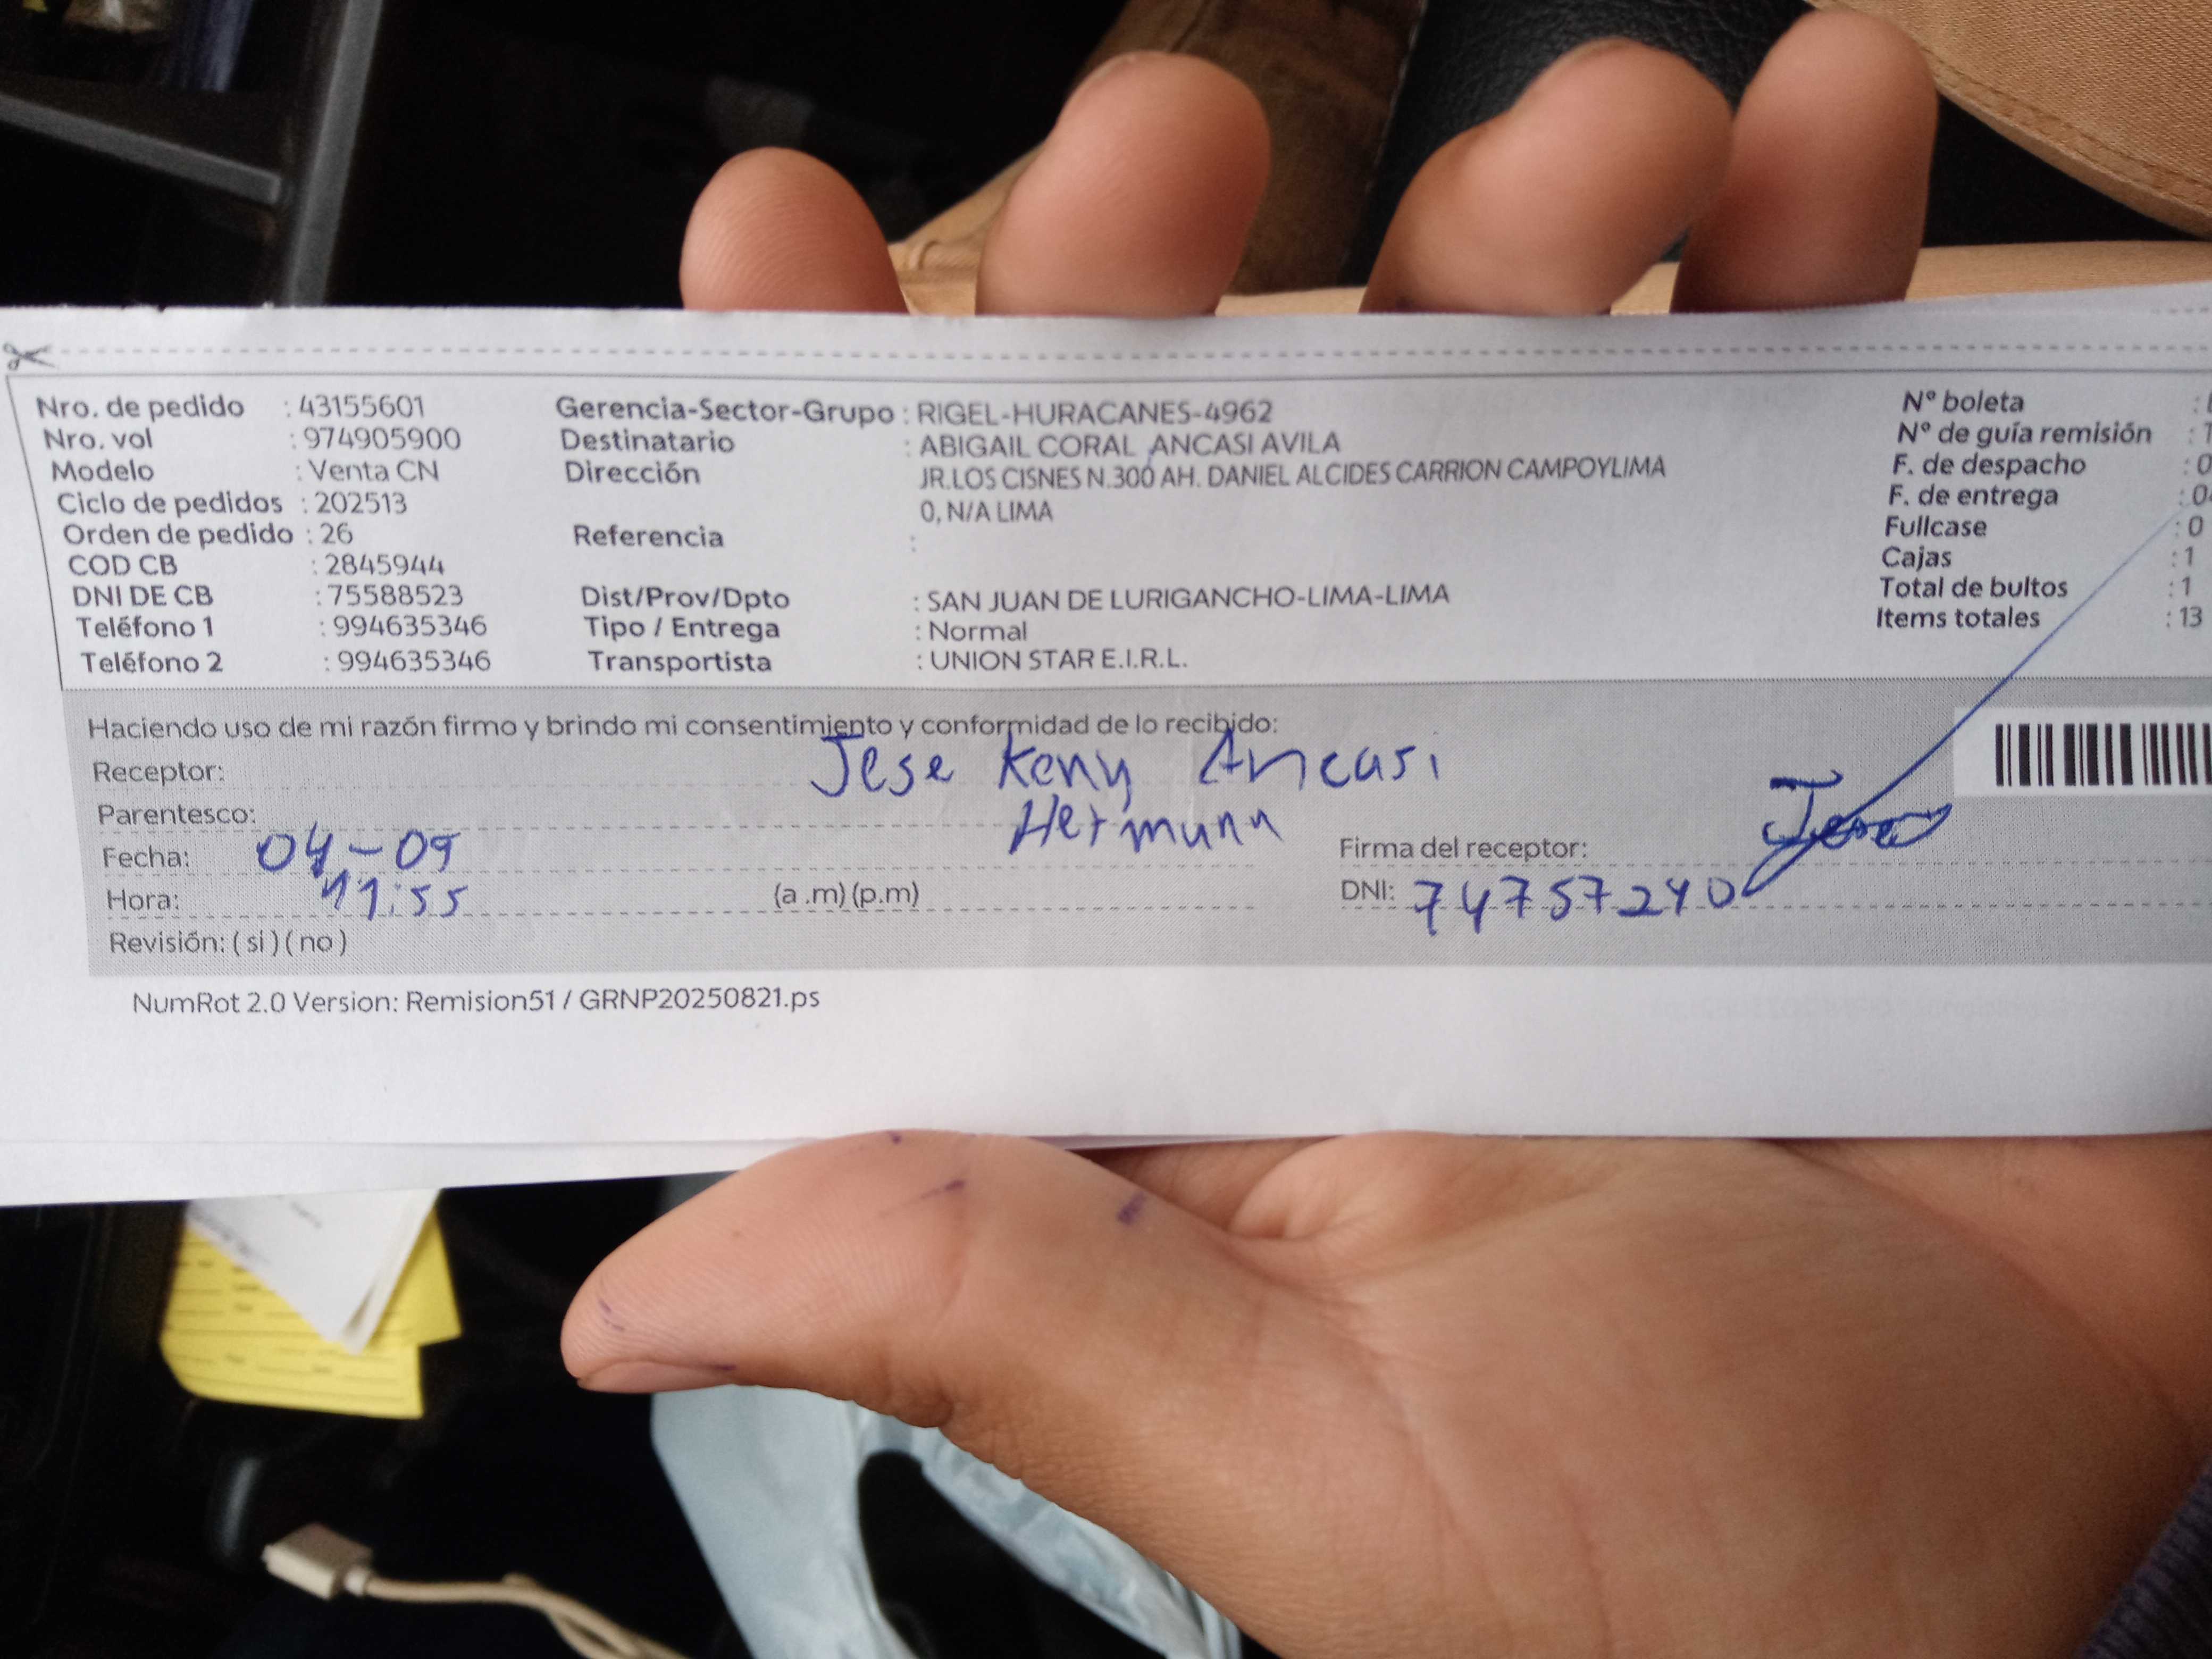 Nro. de pedido : 43155601
Nro. vol : 974905900
Modelo : Venta CN
Ciclo de pedidos : 202513
Orden de pedido : 26
COD CB : 2845944
DNI DE CB : 75588523
Teléfono 1 : 994635346
Teléfono 2 : 994635346
Gerencia-Sector-Grupo : RIGEL-HURACANES-4962
Destinatario : ABIGAIL CORAL ANCASI AVILA
Dirección JR.LOS CISNES N.300 AH. DANIEL ALCIDES CARRION CAMPOYLIMA
0, N/A LIMA
Referencia :
Dist/Prov/Dpto : SAN JUAN DE LURIGANCHO-LIMA-LIMA
Tipo / Entrega : Normal
Transportista : UNION STAR E.I.R.L.
N° boleta :
N° de guía remisión :
F. de despacho :
F. de entrega :
Fullcase : 0
Cajas : 1
Total de bultos : 1
Items totales : 13
Haciendo uso de mi razón firmo y brindo mi consentimiento y conformidad de lo recibido:
Receptor: Jese Keny Ancasi
Parentesco: Hermann
Fecha: 04-09
Hora: 11:55 (a .m) (p.m)
Revisión: ( si ) ( no )
Firma del receptor: Jese
DNI: 74757240
NumRot 2.0 Version: Remision51 / GRNP20250821.ps